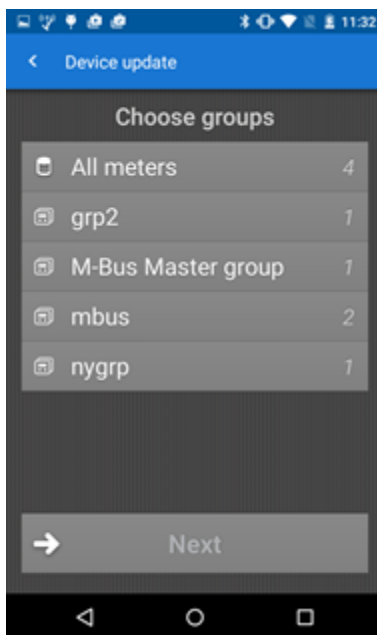 11:32
Device update
Choose groups
All meters 4
grp2 1
M-Bus Master group 1
mbus 2
nygrp 1
Next